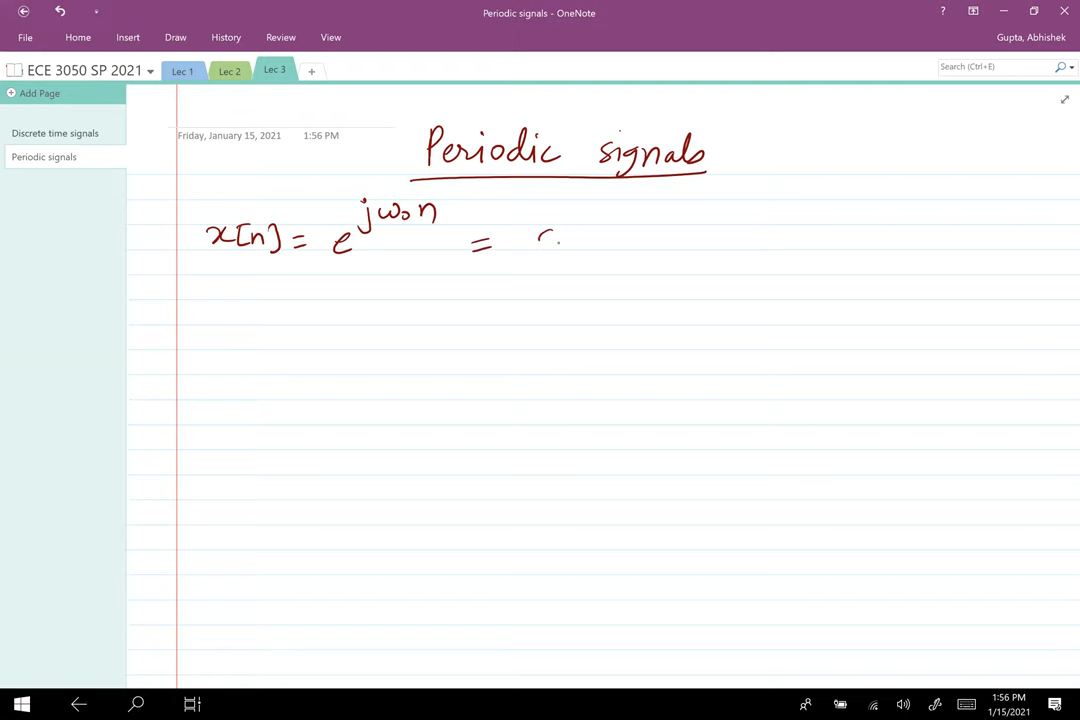 Periodic signals - OneNote
File Home Insert Draw History Review View
Gupta, Abhishek
ECE 3050 SP 2021
Lec 1
Lec 2
Lec 3
Search (Ctrl+E)
Add Page
Discrete time signals
Periodic signals
Friday, January 15, 2021 1:56 PM
Periodic signals
x[n] = e^{jω₀n} =
1:56 PM
1/15/2021